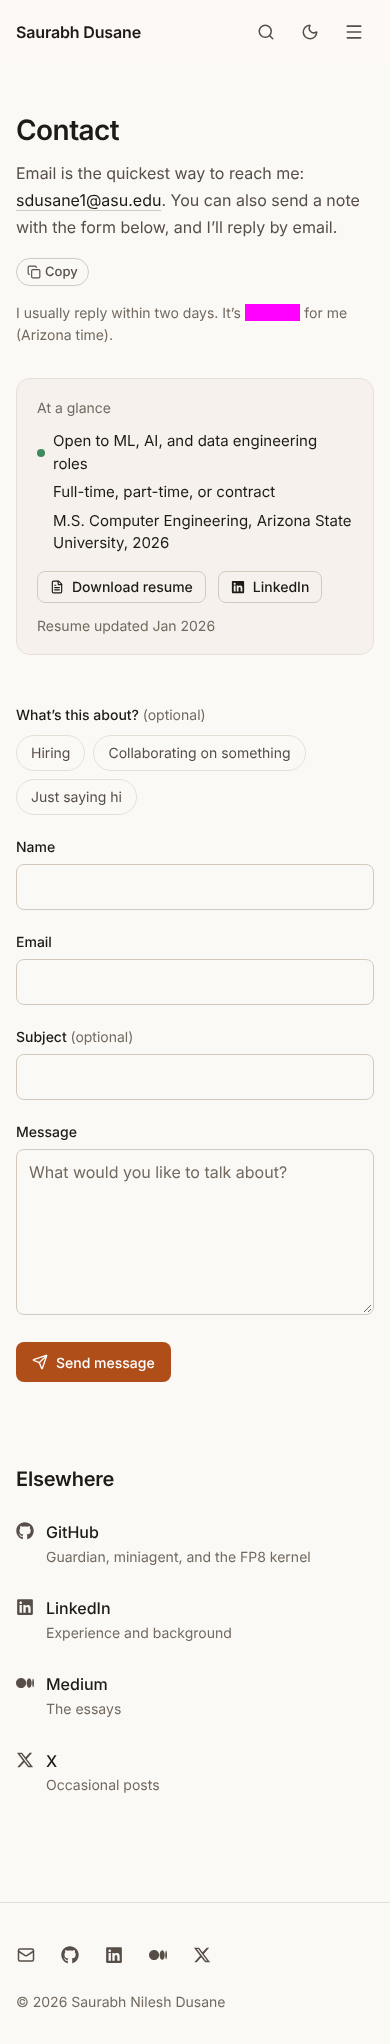 Saurabh Dusane
Contact
Email is the quickest way to reach me:
sdusane1@asu.edu. You can also send a note
with the form below, and I’ll reply by email.
Copy
I usually reply within two days. It’s for me
(Arizona time).
At a glance
Open to ML, AI, and data engineering
roles
Full-time, part-time, or contract
M.S. Computer Engineering, Arizona State
University, 2026
Download resume
LinkedIn
Resume updated Jan 2026
What’s this about? (optional)
Hiring
Collaborating on something
Just saying hi
Name
Email
Subject (optional)
Message
What would you like to talk about?
Send message
Elsewhere
GitHub
Guardian, miniagent, and the FP8 kernel
LinkedIn
Experience and background
Medium
The essays
X
Occasional posts
© 2026 Saurabh Nilesh Dusane